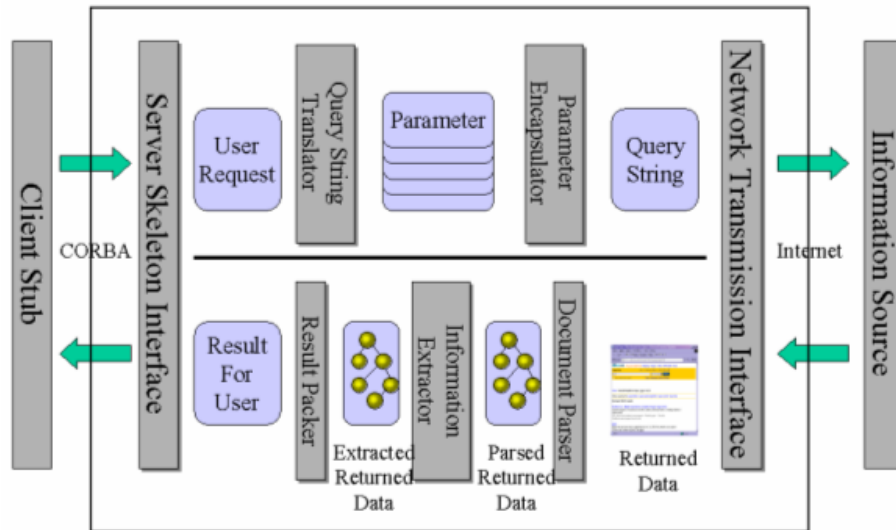 Client Stub
CORBA
Server Skeleton Interface
User
Request
Query String
Translator
Parameter
Parameter
Encapsulator
Query
String
Network Transmission Interface
Internet
Information Source
Result
For
User
Result Packer
Extracted
Returned
Data
Information
Extractor
Parsed
Returned
Data
Document Parser
Returned
Data